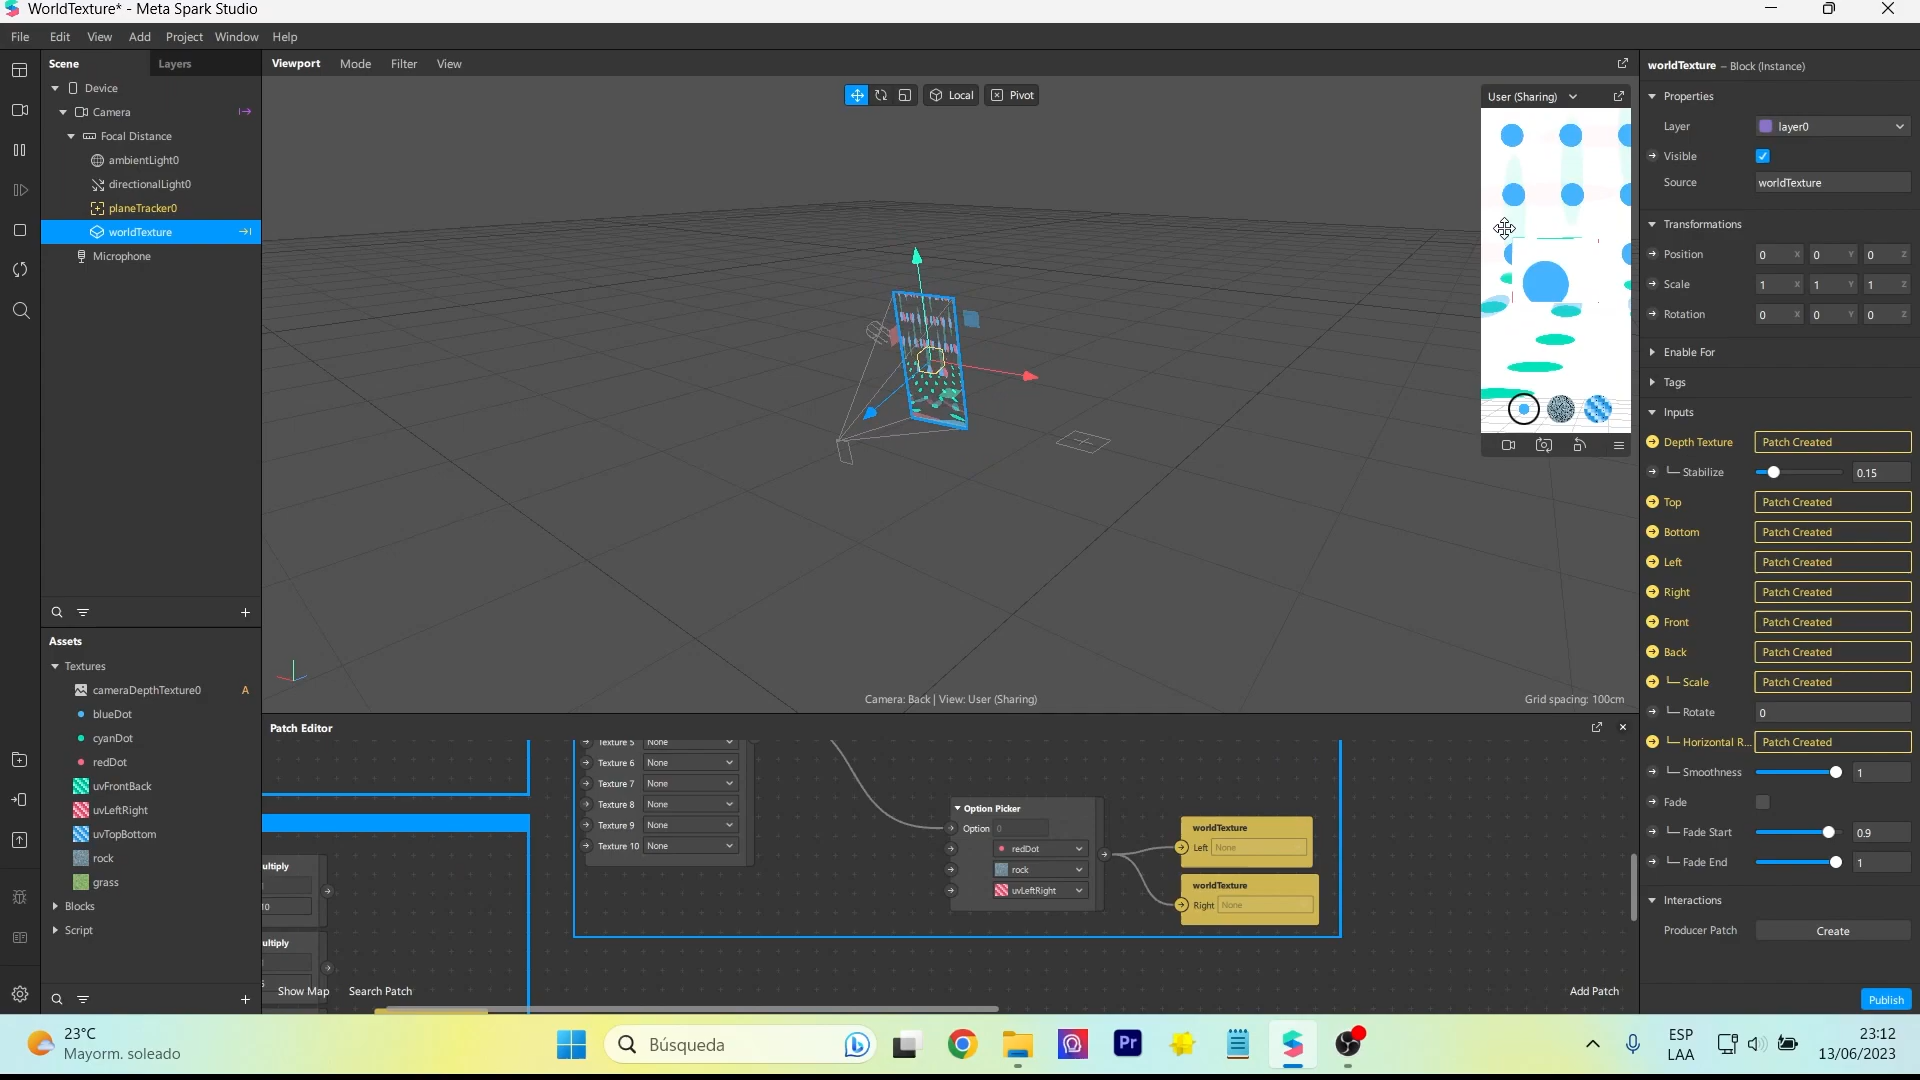 WorldTexture* - Meta Spark Studio
File Edit View Add Project Window Help
Scene Layers
Device
Camera
Focal Distance
ambientLight0
directionalLight0
planeTracker0
worldTexture
Microphone
Assets
Textures
cameraDepthTexture0 A
blueDot
cyanDot
redDot
uvFrontBack
uvLeftRight
uvTopBottom
rock
grass
Blocks
Script
Viewport Mode Filter View
Local Pivot
User (Sharing)
Camera: Back | View: User (Sharing)
Grid spacing: 100cm
Patch Editor
Texture 5 None
Texture 6 None
Texture 7 None
Texture 8 None
Texture 9 None
Texture 10 None
ultiply
10
ultiply
Option Picker
Option 0
redDot
rock
uvLeftRight
worldTexture
Left None
worldTexture
Right None
Show Map Search Patch
Add Patch
worldTexture – Block (Instance)
Properties
Layer layer0
Visible
Source worldTexture
Transformations
Position 0 X 0 Y 0 Z
Scale 1 X 1 Y 1 Z
Rotation 0 X 0 Y 0 Z
Enable For
Tags
Inputs
Depth Texture Patch Created
Stabilize 0.15
Top Patch Created
Bottom Patch Created
Left Patch Created
Right Patch Created
Front Patch Created
Back Patch Created
Scale Patch Created
Rotate 0
Horizontal R... Patch Created
Smoothness 1
Fade
Fade Start 0.9
Fade End 1
Interactions
Producer Patch Create
Publish
23°C
Mayorm. soleado
Búsqueda
Pr
ESP
LAA
23:12
13/06/2023